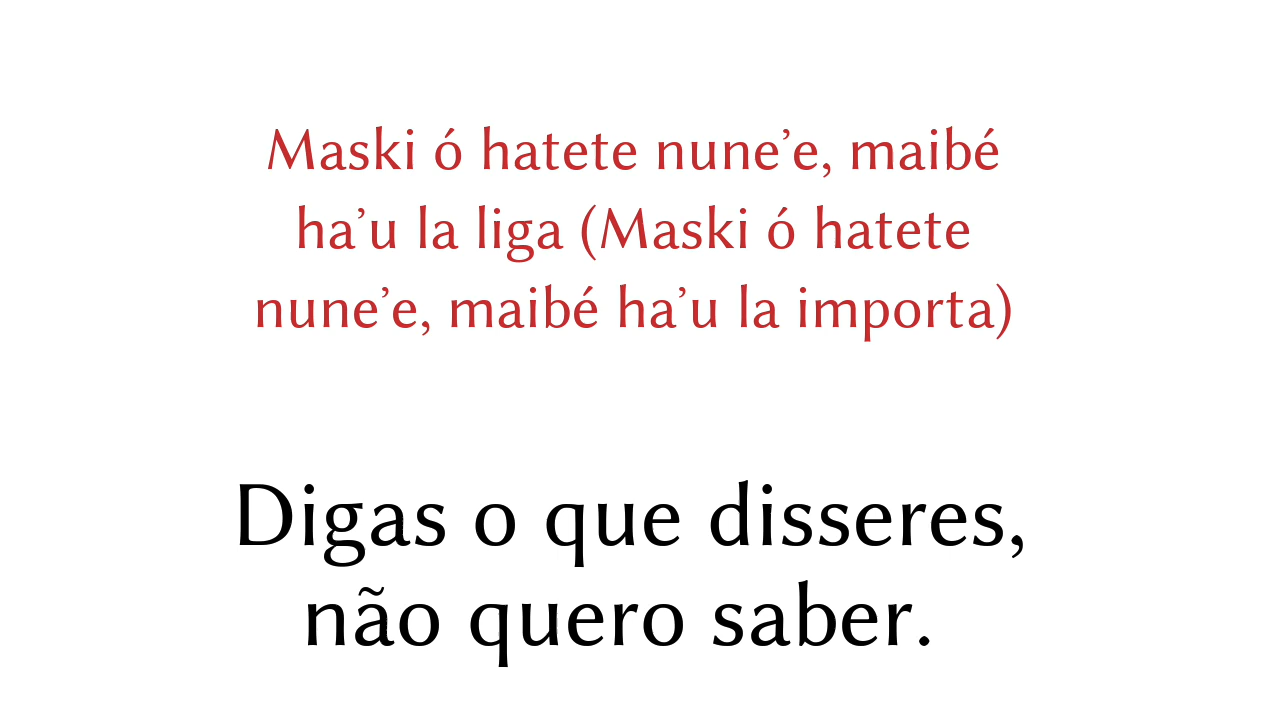 Maski ó hatete nune’e, maibé
ha’u la liga (Maski ó hatete
nune’e, maibé ha’u la importa)
Digas o que disseres,
não quero saber.